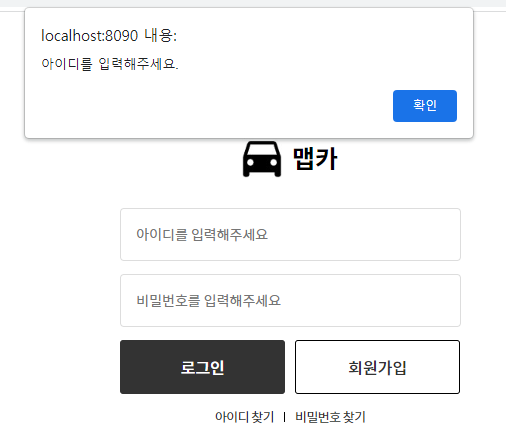 localhost:8090 내용:
아이디를 입력해주세요.
확인
맵카
아이디를 입력해주세요
비밀번호를 입력해주세요
로그인 회원가입
아이디 찾기 | 비밀번호 찾기